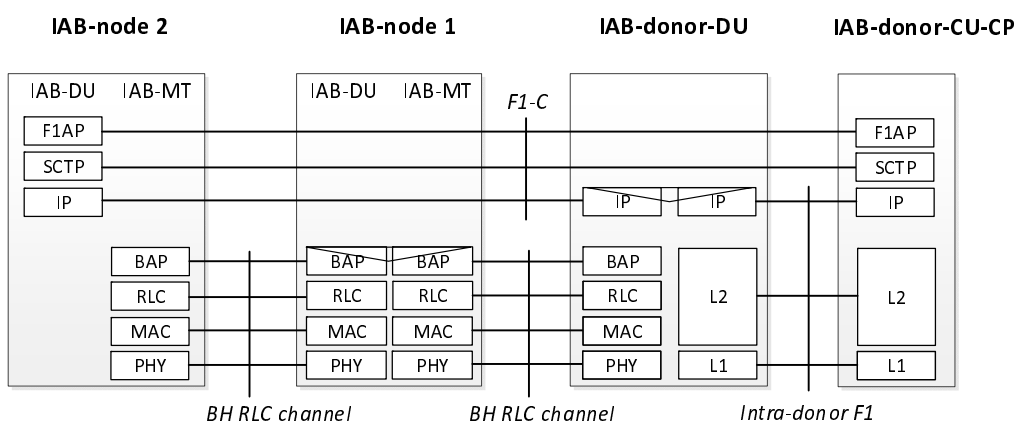 IAB-node 2 IAB-node 1 IAB-donor-DU IAB-donor-CU-CP
IAB-DU IAB-MT IAB-DU IAB-MT
F1-C
F1AP F1AP
SCTP SCTP
IP IP IP IP
BAP BAP BAP BAP
RLC RLC RLC RLC L2 L2
MAC MAC MAC MAC
PHY PHY PHY PHY L1 L1
BH RLC channel BH RLC channel Intra-donor F1